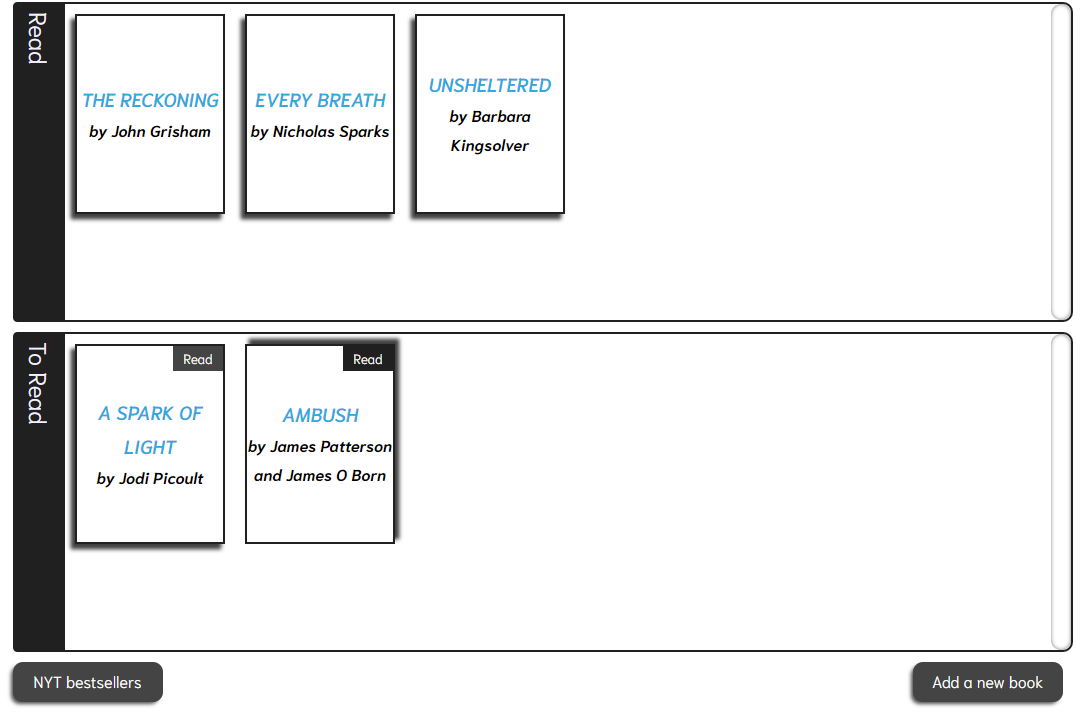 Read
THE RECKONING
by John Grisham
EVERY BREATH
by Nicholas Sparks
UNSHELTERED
by Barbara
Kingsolver
To Read
Read
A SPARK OF
LIGHT
by Jodi Picoult
Read
AMBUSH
by James Patterson
and James O Born
NYT bestsellers
Add a new book